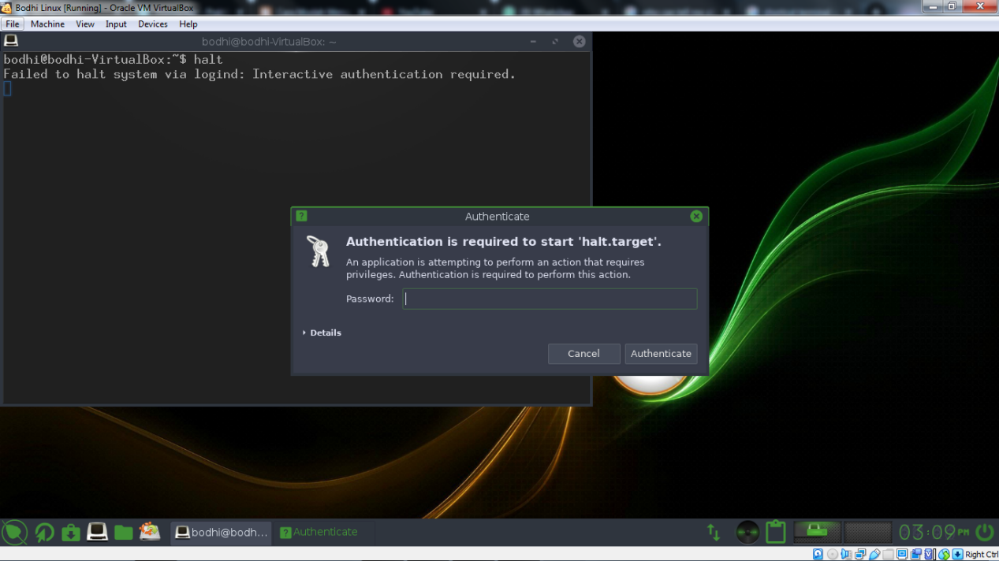 Bodhi Linux [Running] - Oracle VM VirtualBox
File Machine View Input Devices Help
bodhi@bodhi-VirtualBox: ~
bodhi@bodhi-VirtualBox:~$ halt
Failed to halt system via logind: Interactive authentication required.
Authenticate
Authentication is required to start 'halt.target'.
An application is attempting to perform an action that requires
privileges. Authentication is required to perform this action.
Password:
Details
Cancel Authenticate
bodhi@bodh... Authenticate 03:09PM
Right Ctrl